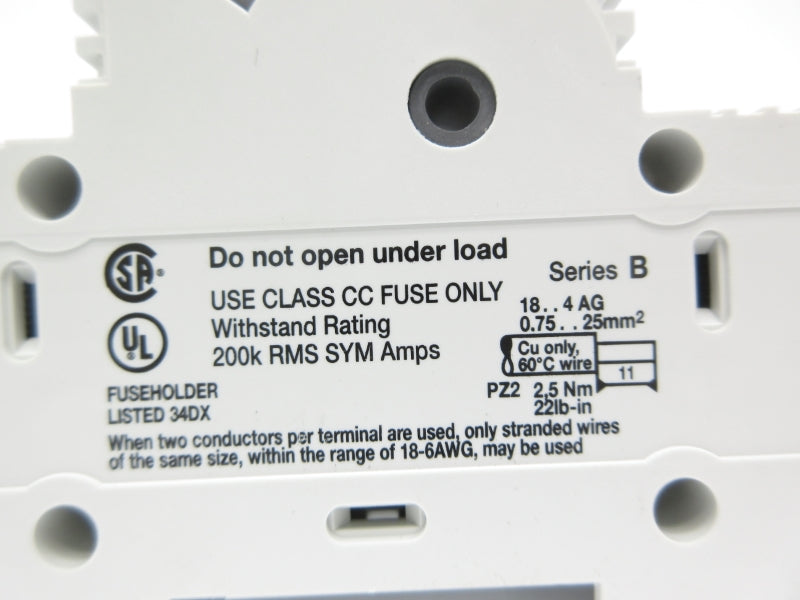 SA®
Do not open under load
Series B
USE CLASS CC FUSE ONLY
18 . . 4 AG
Withstand Rating
0.75 . . 25mm2
UL
200k RMS SYM Amps
Cu only,
60°C wire
11
FUSEHOLDER
PZ2 2,5 Nm
LISTED 34DX
22lb-in
When two conductors per terminal are used, only stranded wires
of the same size, within the range of 18-6AWG, may be used